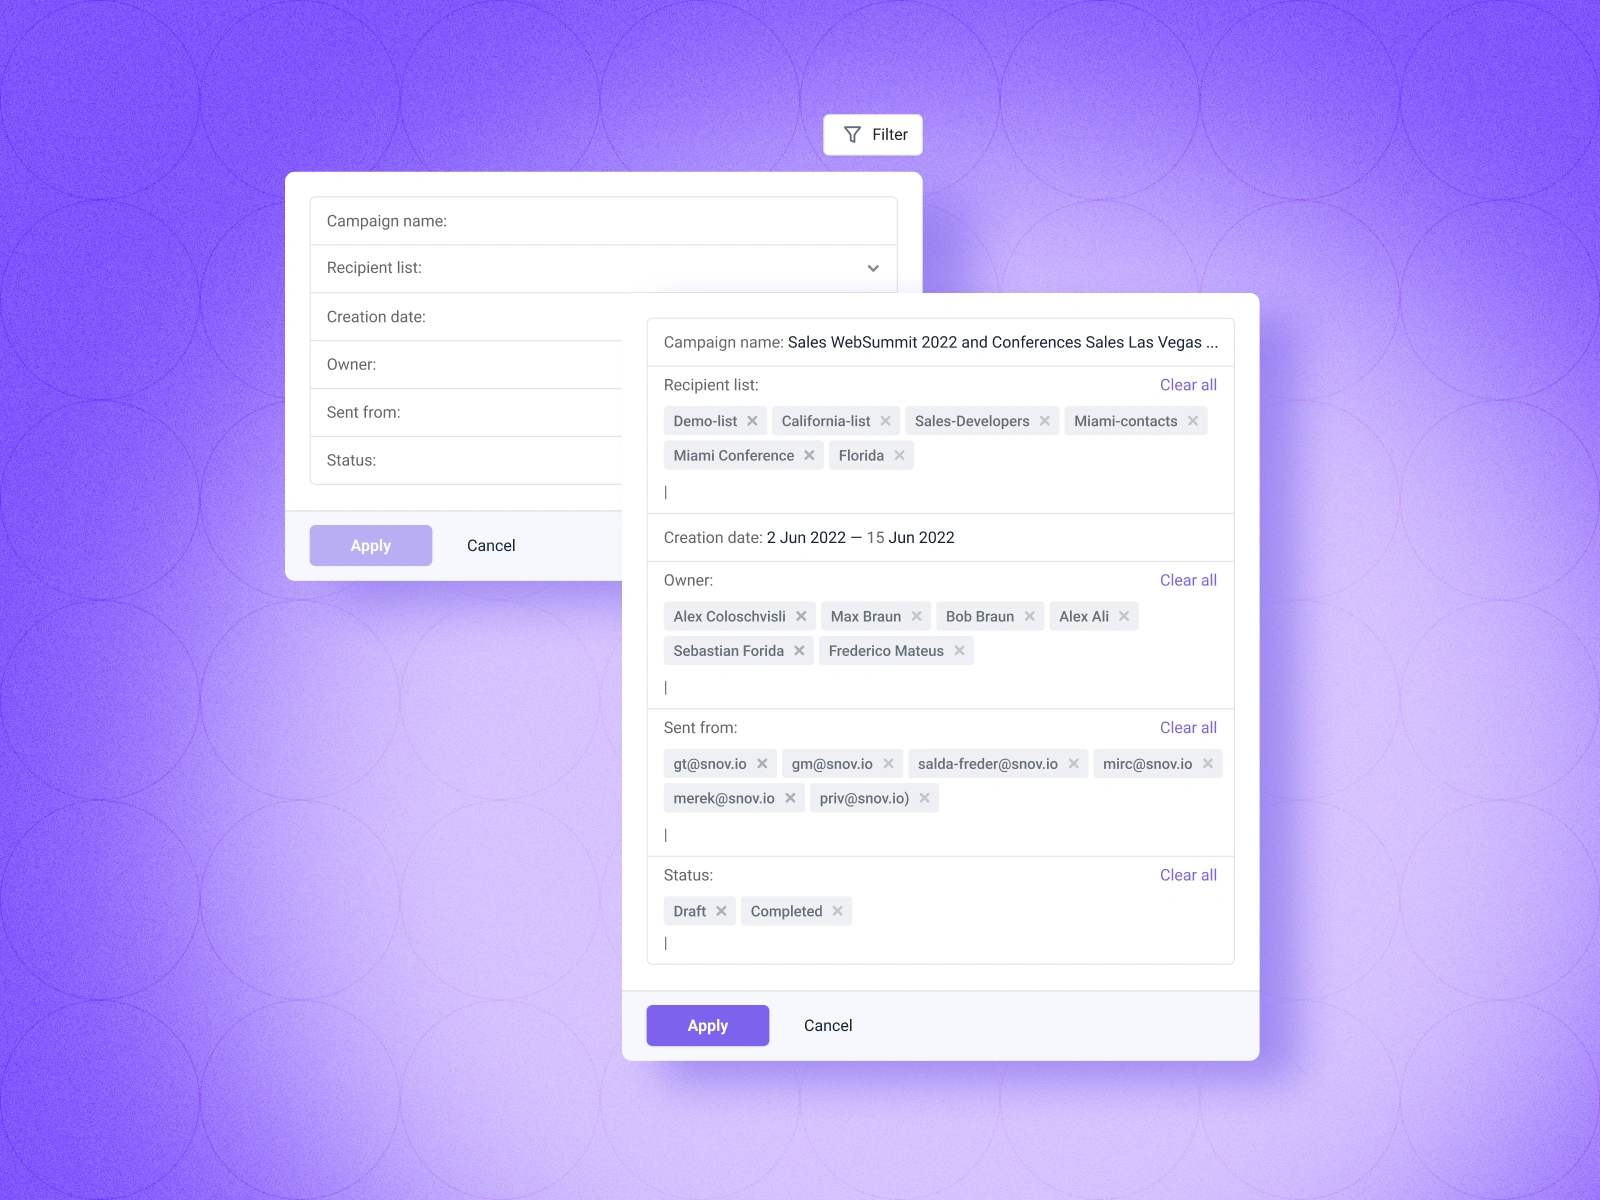 Filter
Campaign name:
Recipient list:
Creation date:
Owner:
Sent from:
Status:
Apply Cancel
Campaign name: Sales WebSummit 2022 and Conferences Sales Las Vegas ...
Recipient list: Clear all
Demo-list California-list Sales-Developers Miami-contacts
Miami Conference Florida
Creation date: 2 Jun 2022 — 15 Jun 2022
Owner: Clear all
Alex Coloschvisli Max Braun Bob Braun Alex Ali
Sebastian Forida Frederico Mateus
Sent from: Clear all
gt@snov.io gm@snov.io salda-freder@snov.io mirc@snov.io
merek@snov.io priv@snov.io)
Status: Clear all
Draft Completed
Apply Cancel